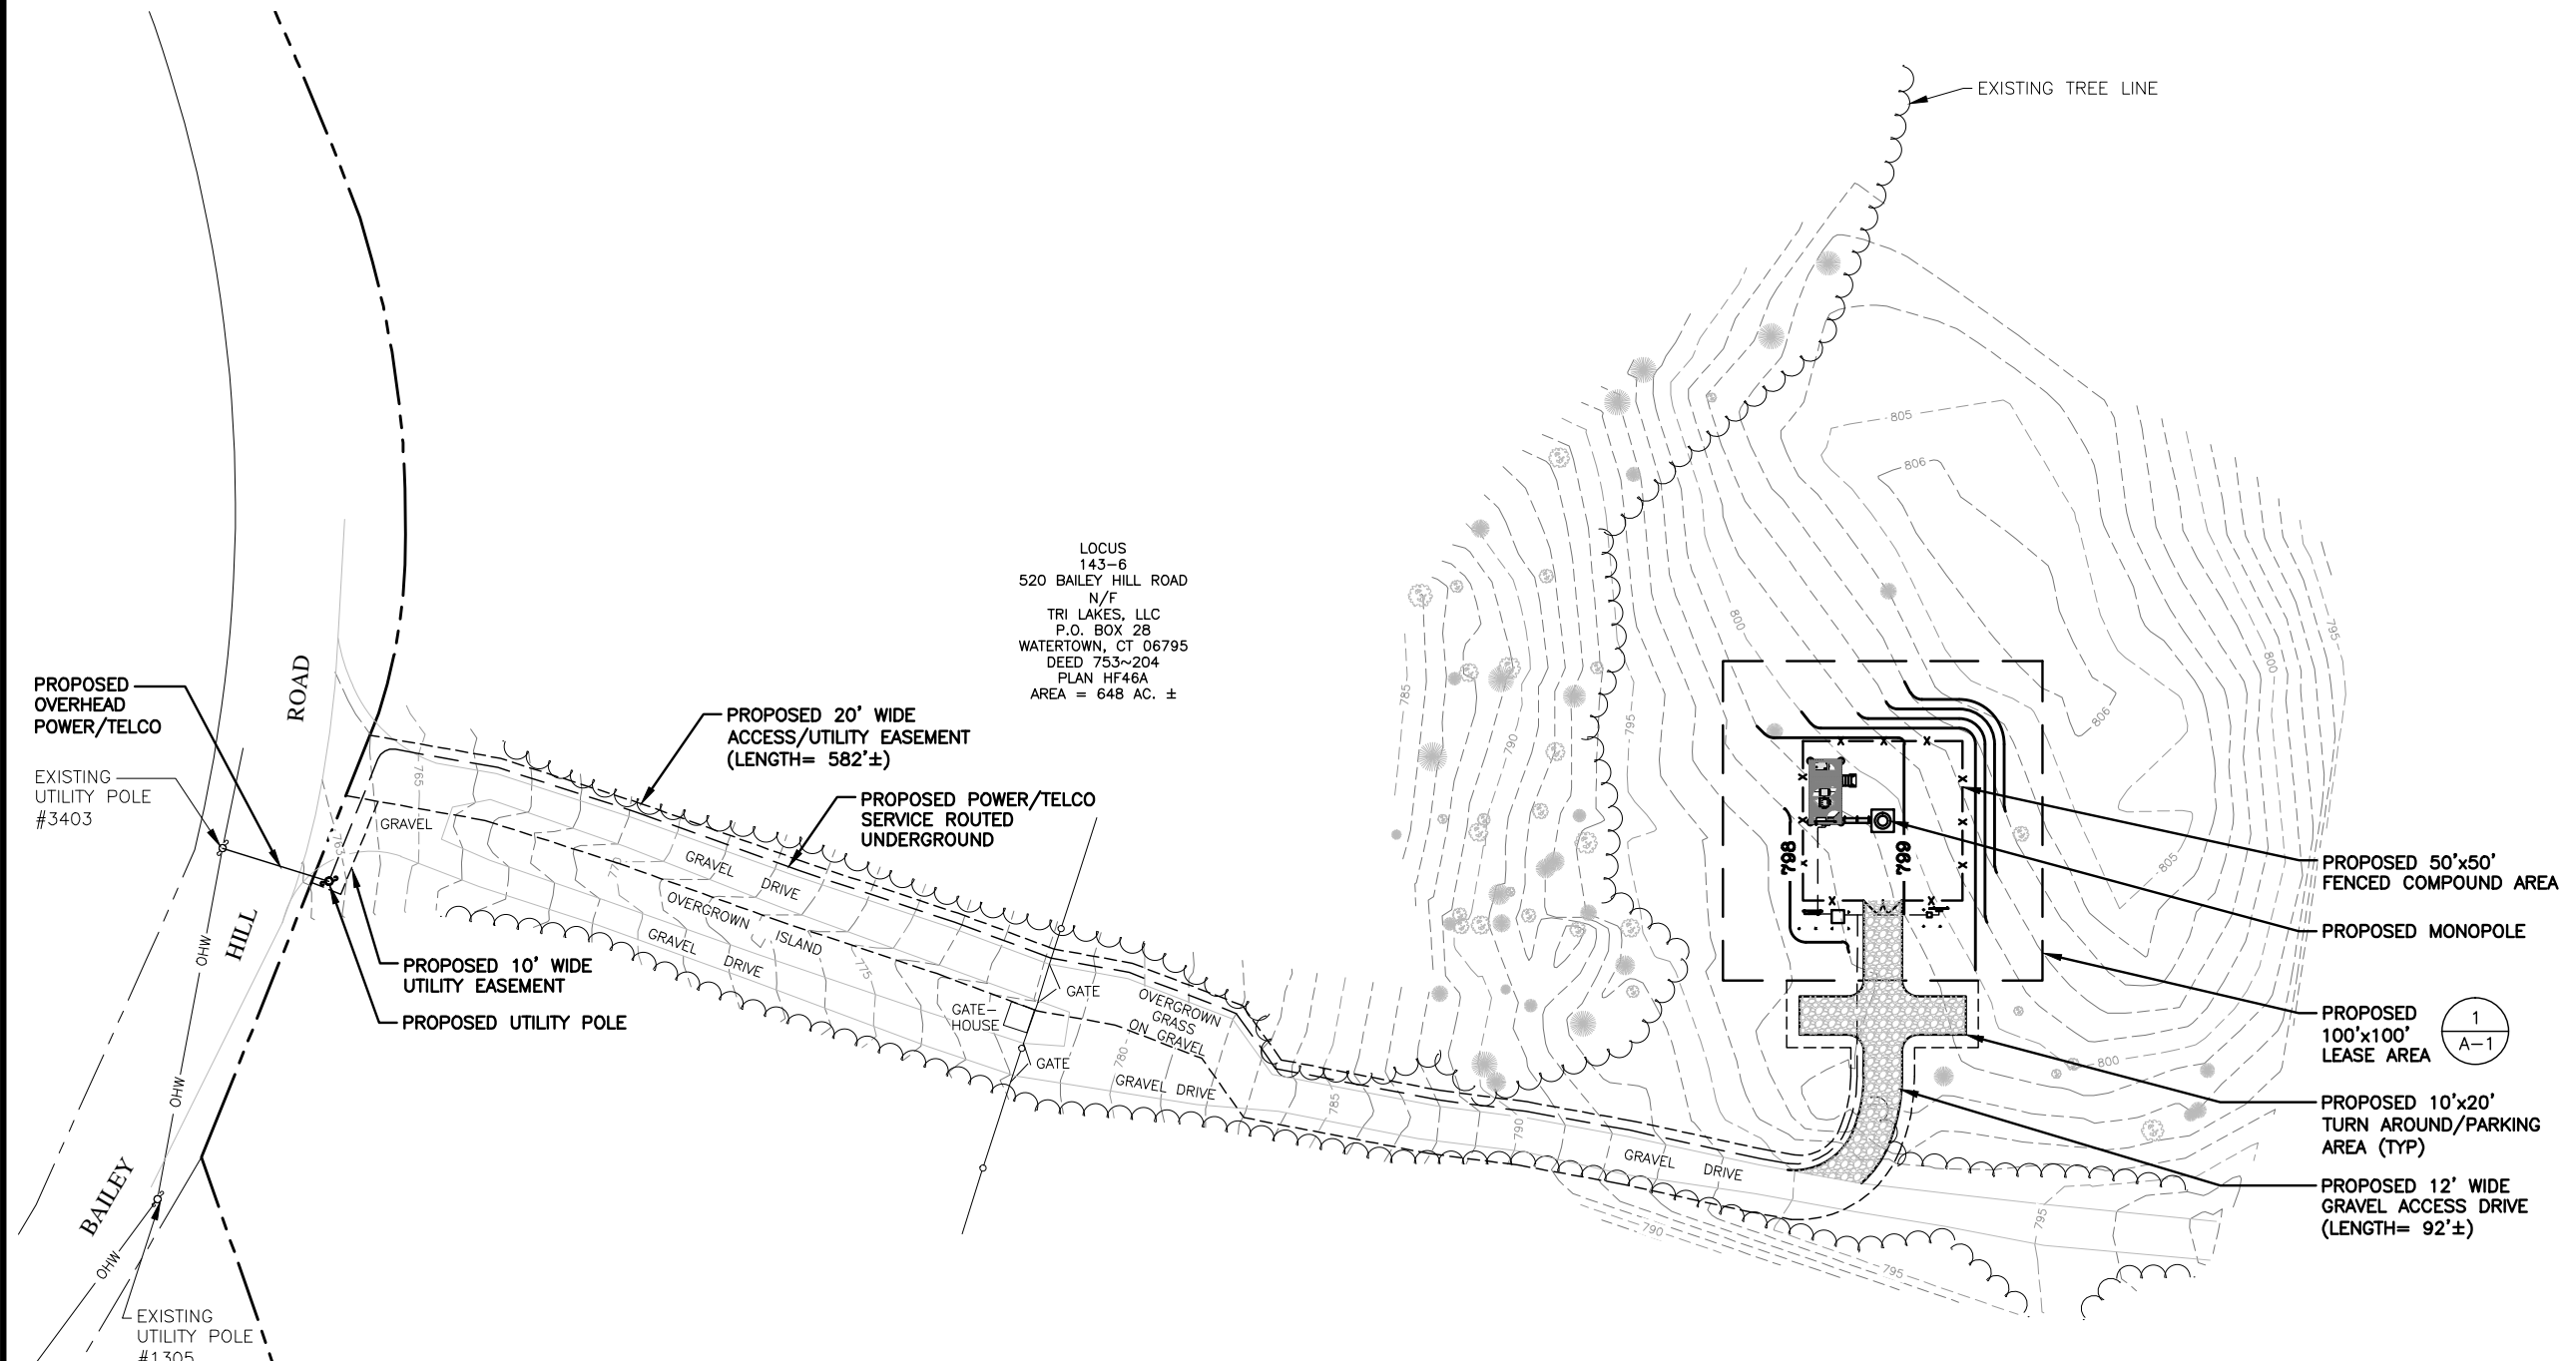 EXISTING TREE LINE
805
806
LOCUS
143-6
520 BAILEY HILL ROAD
N/F
TRI LAKES, LLC
P.O. BOX 28
WATERTOWN, CT 06795
DEED 753~204
PLAN HF46A
AREA = 648 AC. ±
800
795
800
785
795
790
806
PROPOSED
OVERHEAD
POWER/TELCO
ROAD
EXISTING
UTILITY POLE
#3403
765
763
GRAVEL
PROPOSED 20' WIDE
ACCESS/UTILITY EASEMENT
(LENGTH= 582'±)
PROPOSED POWER/TELCO
SERVICE ROUTED
UNDERGROUND
770
GRAVEL DRIVE
OVERGROWN ISLAND
GRAVEL DRIVE
775
OHW
HILL
PROPOSED 10' WIDE
UTILITY EASEMENT
PROPOSED UTILITY POLE
GATE
GATE-
HOUSE
GATE
OVERGROWN
GRASS
ON GRAVEL
780
GRAVEL DRIVE
785
790
GRAVEL DRIVE
798
799
805
PROPOSED 50'x50'
FENCED COMPOUND AREA
PROPOSED MONOPOLE
PROPOSED
100'x100'
LEASE AREA
1
A-1
800
PROPOSED 10'x20'
TURN AROUND/PARKING
AREA (TYP)
PROPOSED 12' WIDE
GRAVEL ACCESS DRIVE
(LENGTH= 92'±)
795
790
795
OHW
BAILEY
OHW
EXISTING
UTILITY POLE
#1305